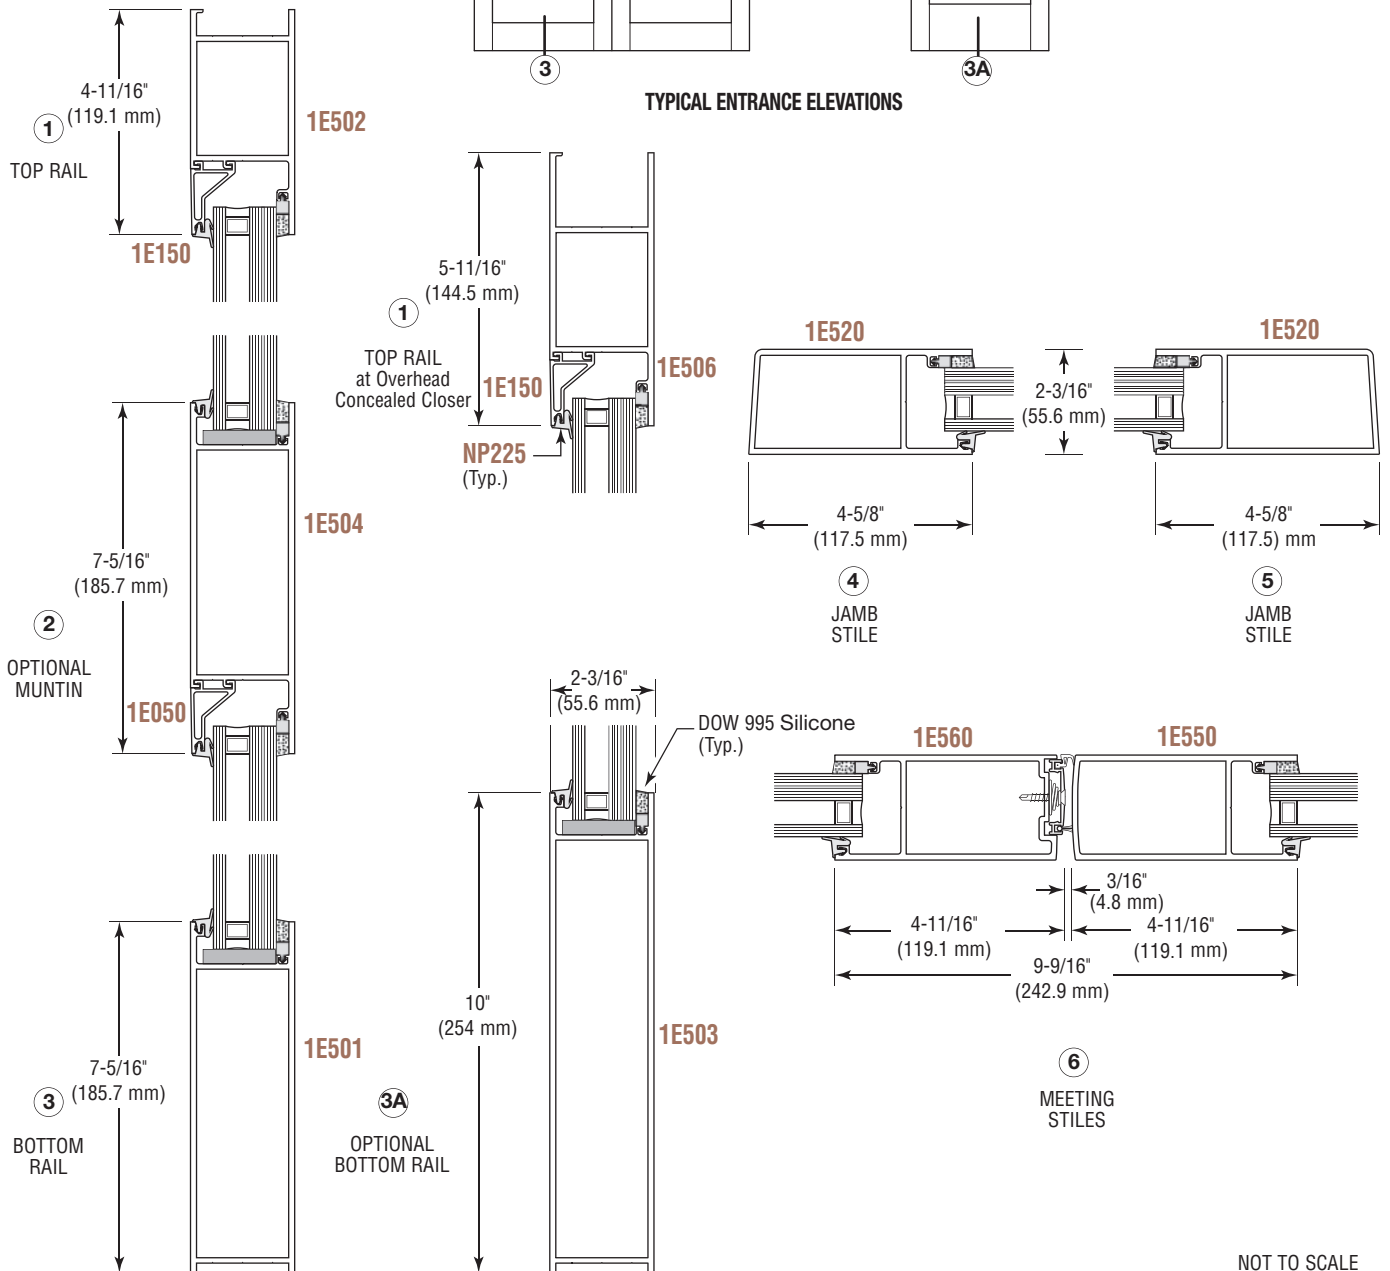 3
3A
TYPICAL ENTRANCE ELEVATIONS
4-11/16"
(119.1 mm)
1
TOP RAIL
1E502
1E150
5-11/16"
(144.5 mm)
1
TOP RAIL
at Overhead
Concealed Closer
1E150
1E506
NP225
(Typ.)
1E520
1E520
2-3/16"
(55.6 mm)
4-5/8"
(117.5 mm)
4-5/8"
(117.5) mm
4
JAMB
STILE
5
JAMB
STILE
7-5/16"
(185.7 mm)
2
OPTIONAL
MUNTIN
1E504
1E050
2-3/16"
(55.6 mm)
DOW 995 Silicone
(Typ.)
1E560
1E550
3/16"
(4.8 mm)
4-11/16"
(119.1 mm)
4-11/16"
(119.1 mm)
9-9/16"
(242.9 mm)
6
MEETING
STILES
7-5/16"
(185.7 mm)
3
BOTTOM
RAIL
1E501
10"
(254 mm)
3A
OPTIONAL
BOTTOM RAIL
1E503
NOT TO SCALE